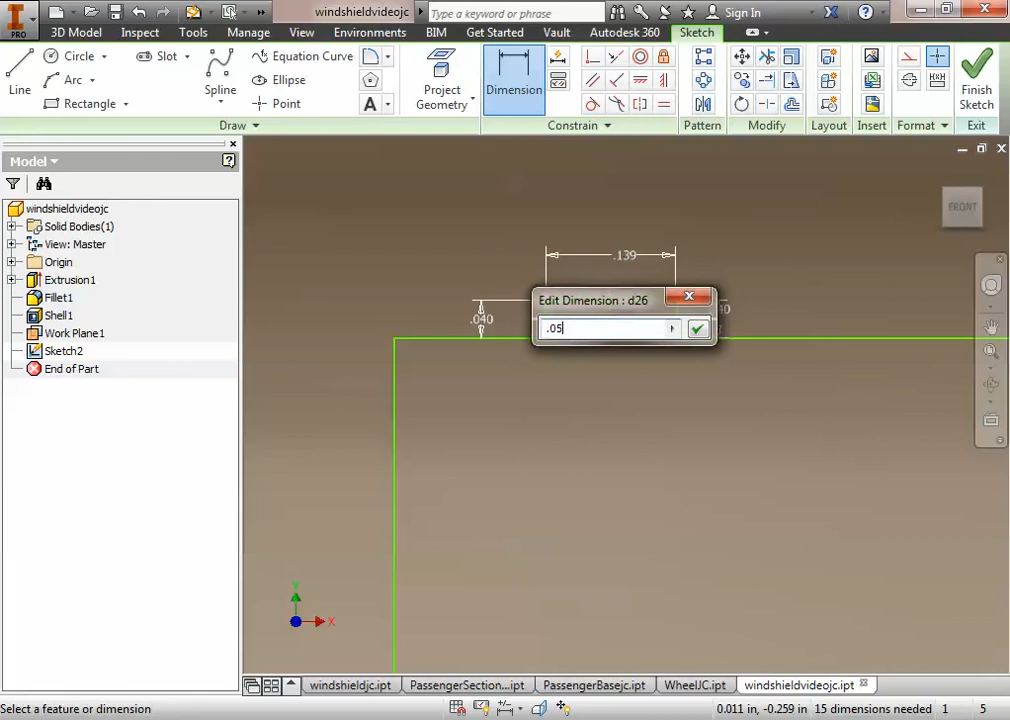 windshieldvideojc
Type a keyword or phrase
Sign In
PRO
3D Model Inspect Tools Manage View Environments BIM Get Started Vault Autodesk 360 Sketch
Line
Circle
Arc
Rectangle
Slot
Spline
Equation Curve
Ellipse
Point
A
Dimension
Project Geometry
Finish Sketch
Draw Constrain Pattern Modify Layout Insert Format Exit
Model
windshieldvideojc
Solid Bodies(1)
View: Master
Origin
Extrusion1
Fillet1
Shell1
Work Plane1
Sketch2
End of Part
FRONT
.139
.040
Edit Dimension : d26
.05
40
Y
X
windshieldjc.ipt PassengerSection...ipt PassengerBasejc.ipt WheelJC.ipt windshieldvideojc.ipt
Select a feature or dimension
0.011 in, -0.259 in 15 dimensions needed 1 5